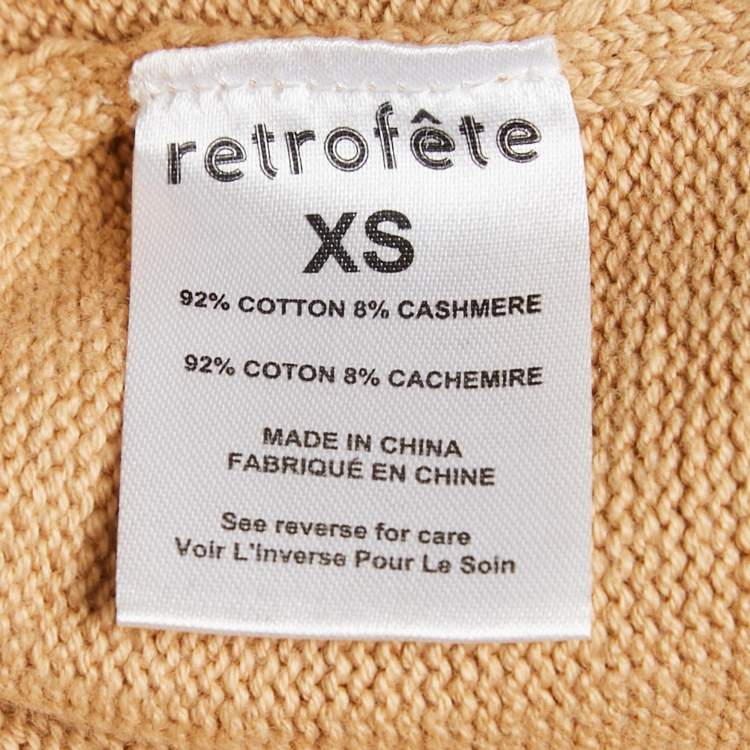 retrofête
XS
92% COTTON 8% CASHMERE
92% COTON 8% CACHEMIRE
MADE IN CHINA
FABRIQUÉ EN CHINE
See reverse for care
Voir L'Inverse Pour Le Soin